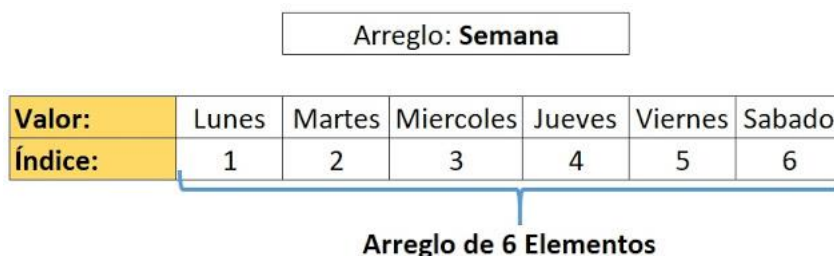 Arreglo: Semana
Valor: Lunes Martes Miercoles Jueves Viernes Sabado
Índice: 1 2 3 4 5 6
Arreglo de 6 Elementos